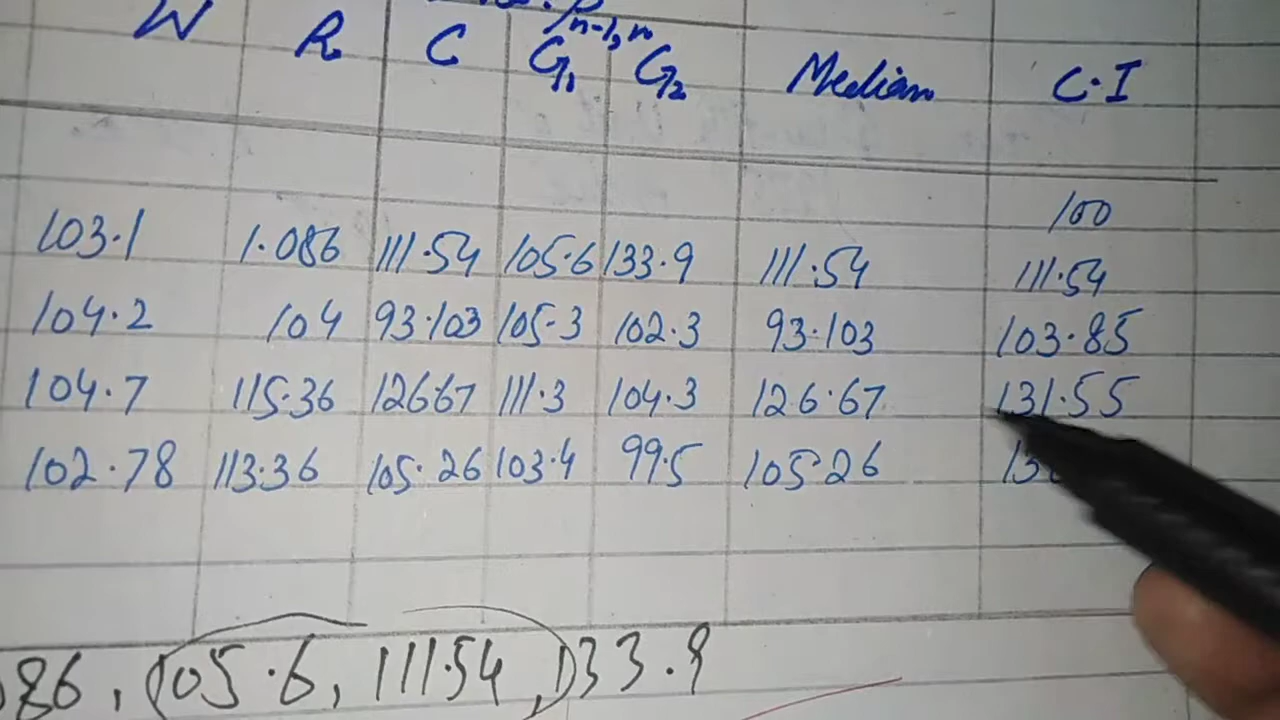 n-1, n
W R C G1 G2 Median C.I
100
103.1 1.086 111.54 105.6 133.9 111.54 111.54
104.2 104 93.103 105.3 102.3 93.103 103.85
104.7 115.36 126.67 111.3 104.3 126.67 131.55
102.78 113.36 105.26 103.4 99.5 105.26
86, 105.6, 111.54, 133.9